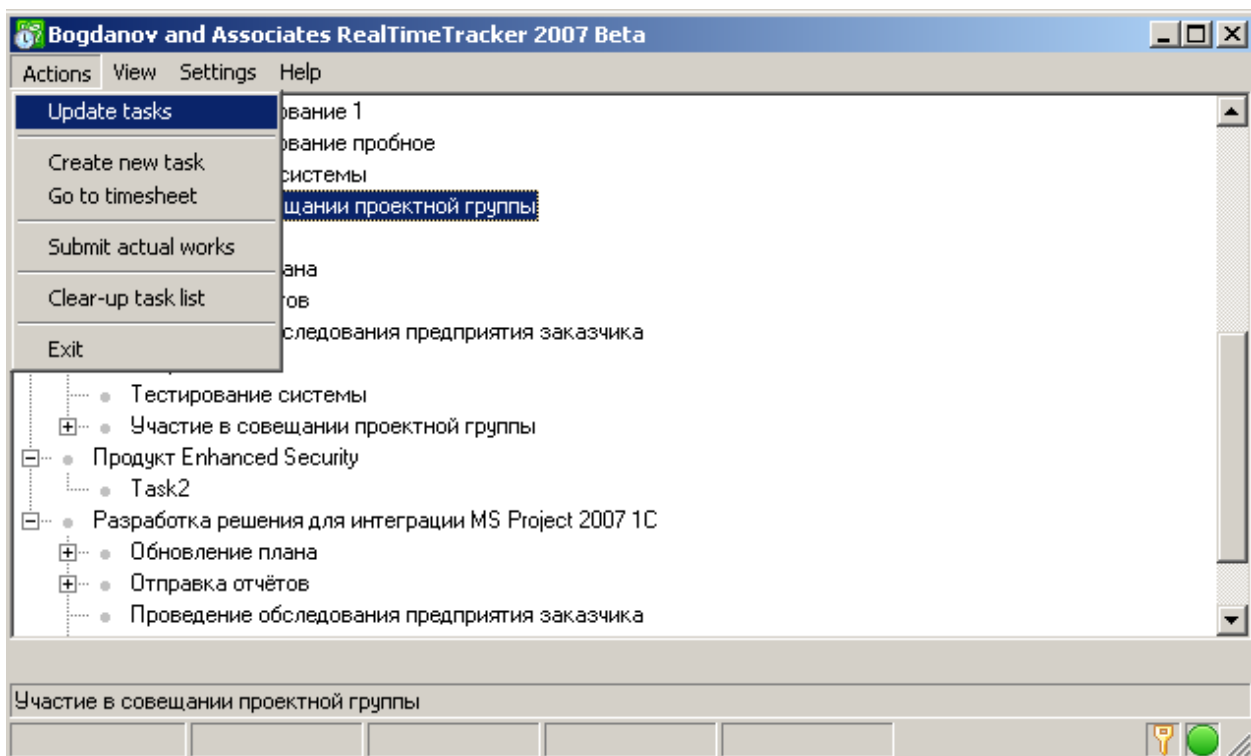 Bogdanov and Associates RealTimeTracker 2007 Beta
Actions View Settings Help
Update tasks
Create new task
Go to timesheet
Submit actual works
Clear-up task list
Exit
ование 1
ование пробное
системы
щании проектной группы
ана
тов
следования предприятия заказчика
Тестирование системы
Участие в совещании проектной группы
Продукт Enhanced Security
Task2
Разработка решения для интеграции MS Project 2007 1C
Обновление плана
Отправка отчётов
Проведение обследования предприятия заказчика
Участие в совещании проектной группы